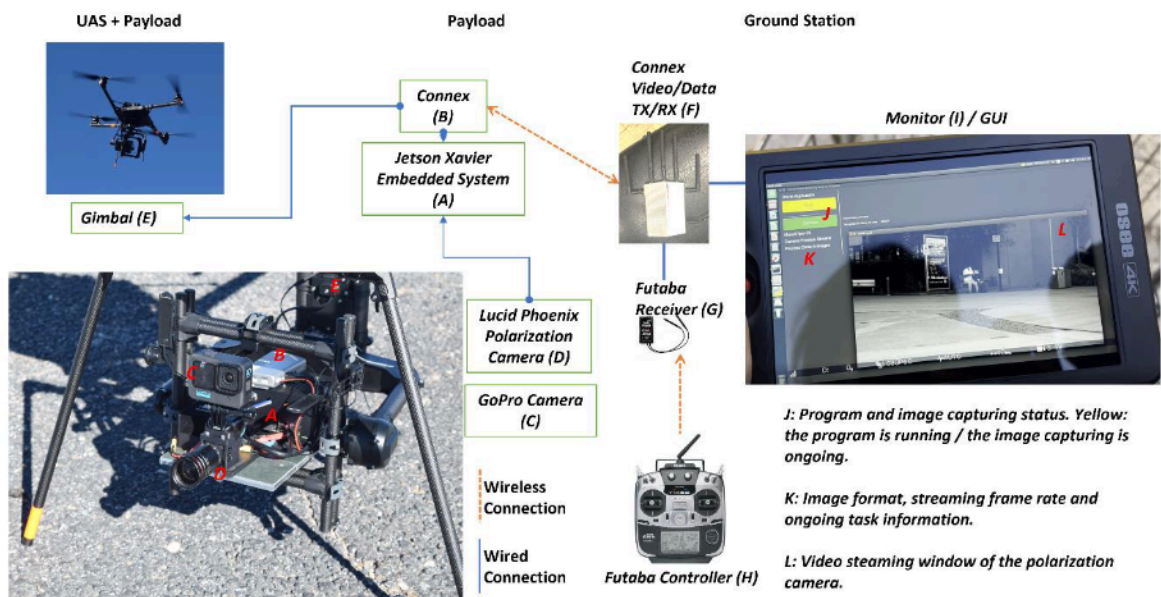 UAS + Payload
Payload
Ground Station
Connex
(B)
Jetson Xavier
Embedded System
(A)
Gimbal (E)
Lucid Phoenix
Polarization
Camera (D)
GoPro Camera
(C)
Wireless
Connection
Wired
Connection
Connex
Video/Data
TX/RX (F)
Futaba
Receiver (G)
Futaba Controller (H)
Monitor (I) / GUI
J
K
L
osee 4K
E
B
C
A
D
J: Program and image capturing status. Yellow:
the program is running / the image capturing is
ongoing.
K: Image format, streaming frame rate and
ongoing task information.
L: Video steaming window of the polarization
camera.